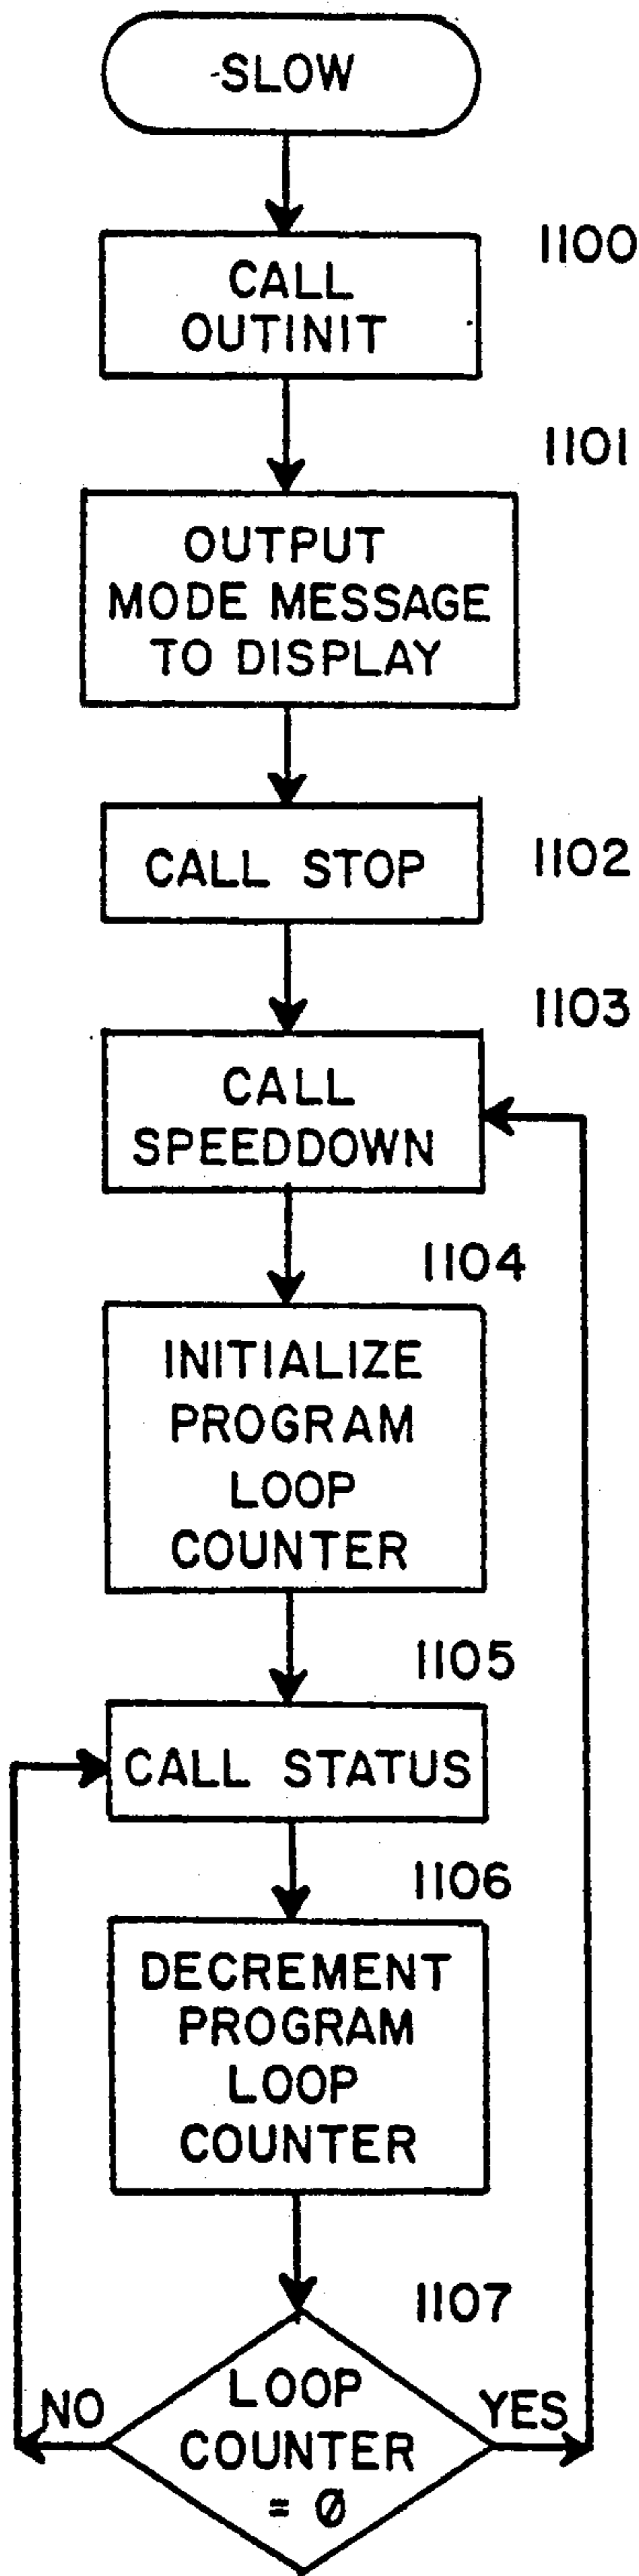 SLOW
1100
CALL
OUTINIT
1101
OUTPUT
MODE MESSAGE
TO DISPLAY
CALL STOP
1102
1103
CALL
SPEEDDOWN
1104
INITIALIZE
PROGRAM
LOOP
COUNTER
1105
CALL STATUS
1106
DECREMENT
PROGRAM
LOOP
COUNTER
1107
LOOP
COUNTER
= Ø
NO
YES